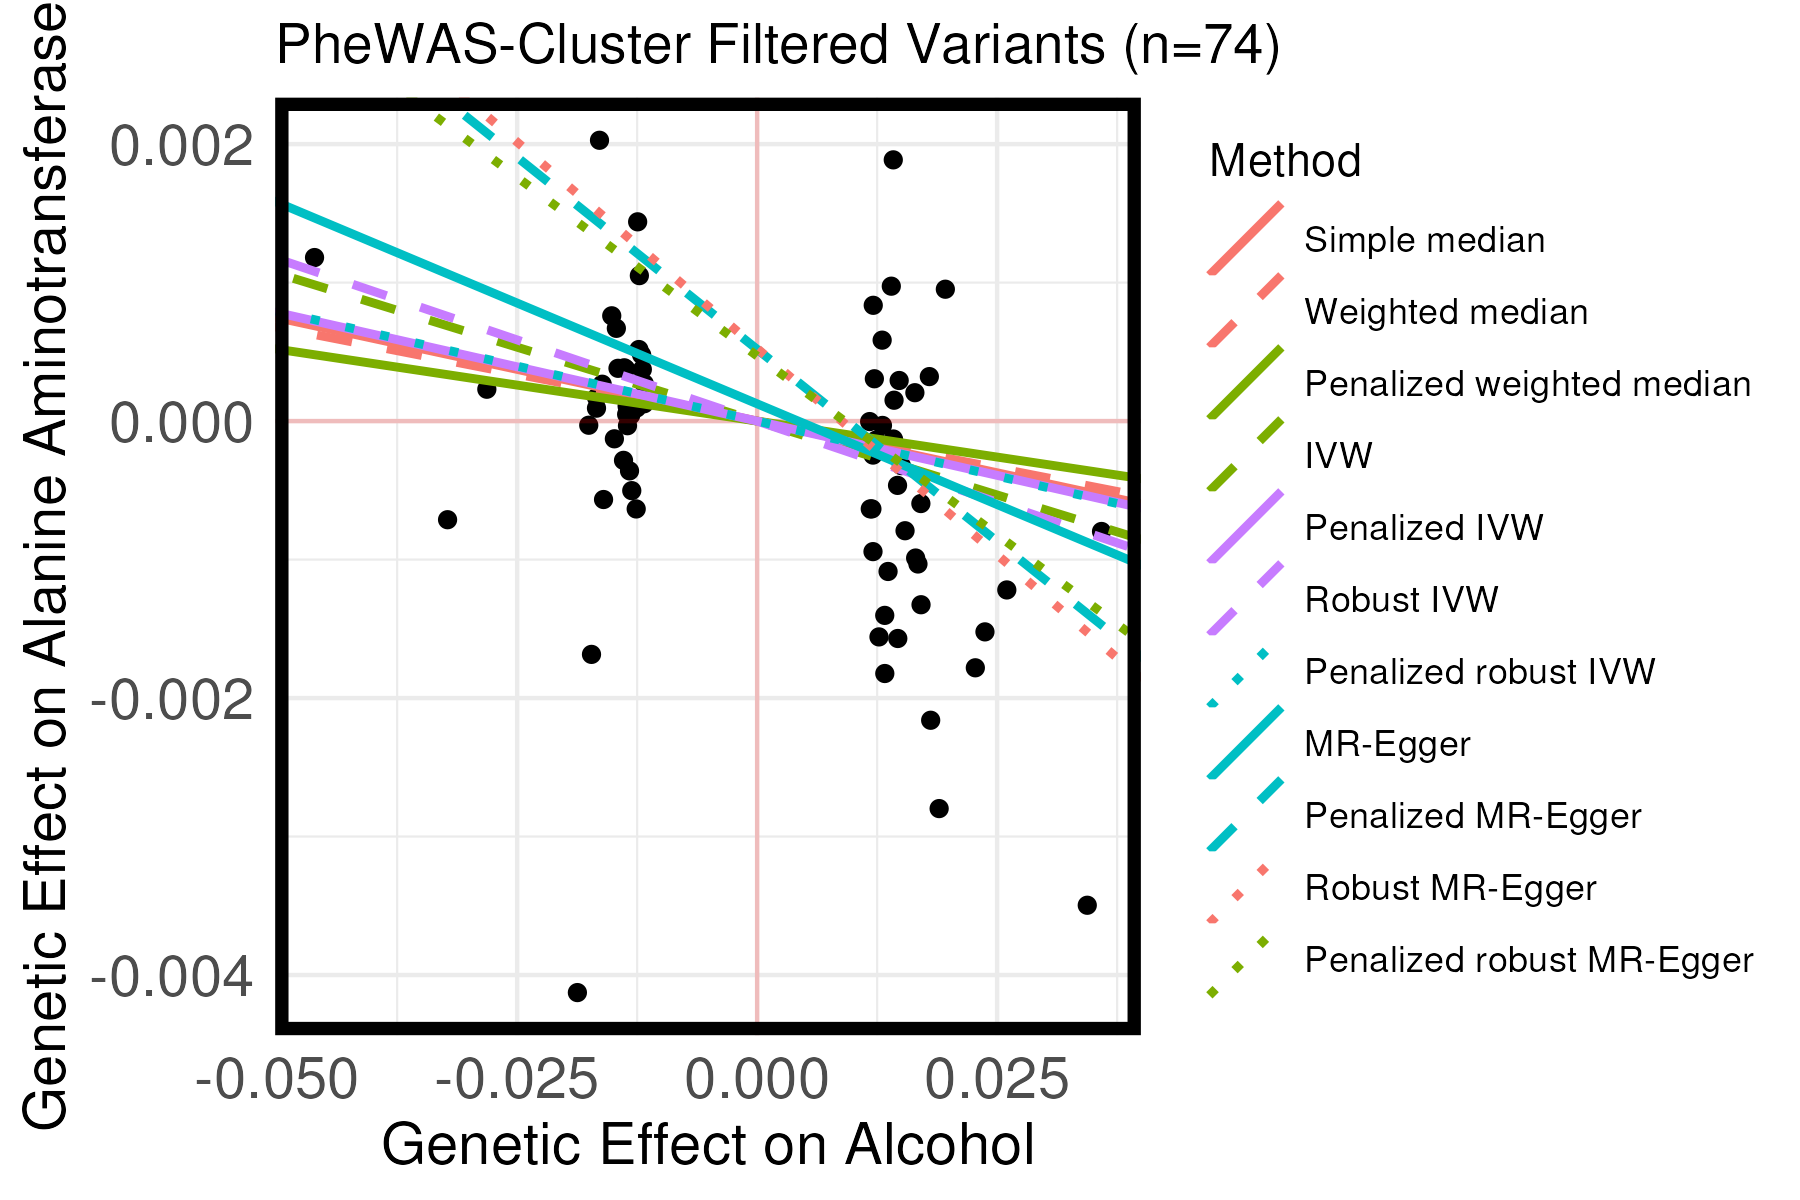 PheWAS-Cluster Filtered Variants (n=74)
Genetic Effect on Alanine Aminotransferase
0.002
0.000
-0.002
-0.004
-0.050
-0.025
0.000
0.025
Genetic Effect on Alcohol
Method
Simple median
Weighted median
Penalized weighted median
IVW
Penalized IVW
Robust IVW
Penalized robust IVW
MR-Egger
Penalized MR-Egger
Robust MR-Egger
Penalized robust MR-Egger